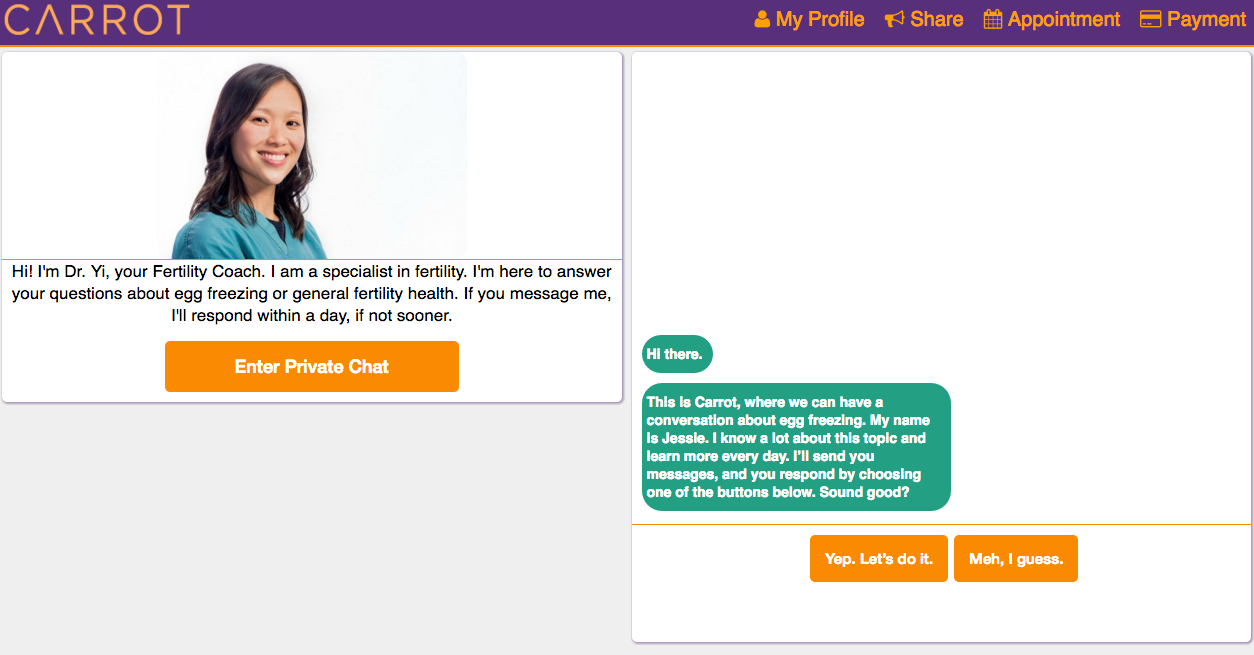 CARROT
My Profile Share Appointment Payment
Hi! I'm Dr. Yi, your Fertility Coach. I am a specialist in fertility. I'm here to answer
your questions about egg freezing or general fertility health. If you message me,
I'll respond within a day, if not sooner.
Enter Private Chat
Hi there.
This is Carrot, where we can have a
conversation about egg freezing. My name
is Jessie. I know a lot about this topic and
learn more every day. I'll send you
messages, and you respond by choosing
one of the buttons below. Sound good?
Yep. Let's do it. Meh, I guess.